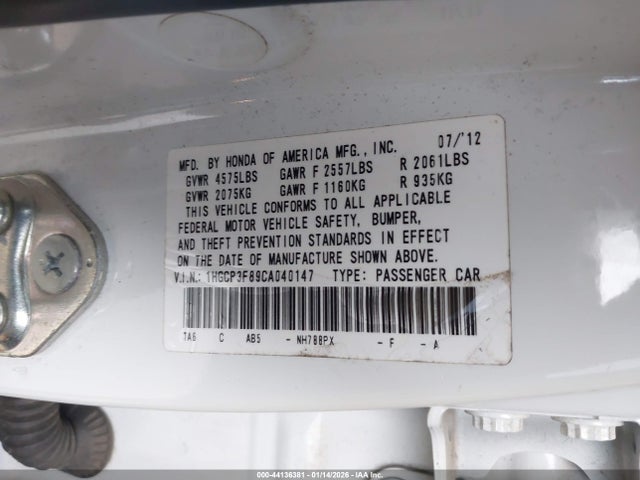 MFD. BY HONDA OF AMERICA MFG., INC. 07/'12
GVWR 4575LBS GAWR F 2557LBS R 2061LBS
GVWR 2075KG GAWR F 1160KG R 935KG
THIS VEHICLE CONFORMS TO ALL APPLICABLE
FEDERAL MOTOR VEHICLE SAFETY, BUMPER,
AND THEFT PREVENTION STANDARDS IN EFFECT
ON THE DATE OF MANUFACTURE SHOWN ABOVE.
V.I.N.: 1HGCP3F89CA040147 TYPE: PASSENGER CAR
TA6 C AB5 - NH788PX - F - A
000-44136381 - 01/14/2026 - IAA Inc.